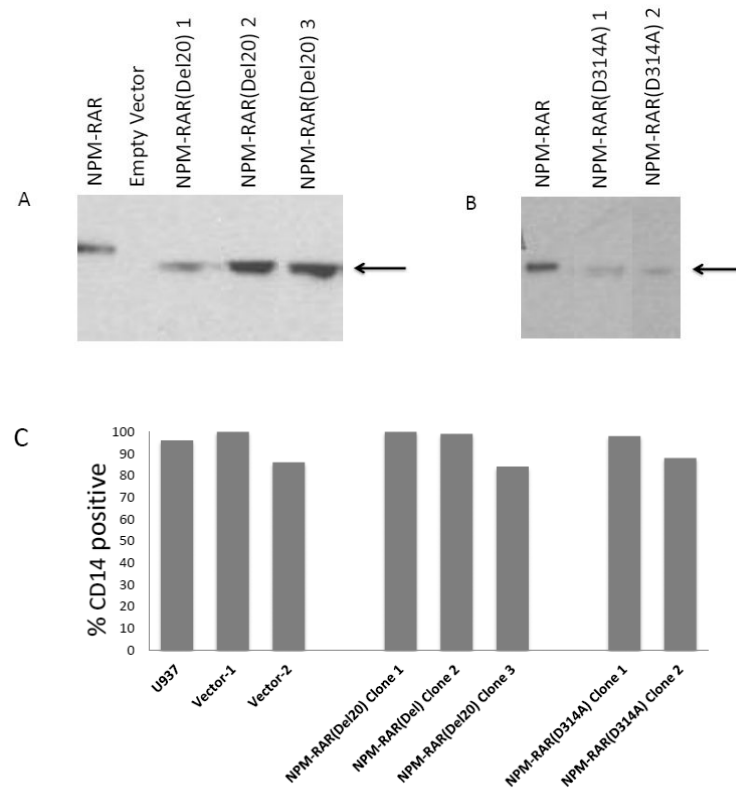 NPM-RAR
Empty Vector
NPM-RAR(Del20) 1
NPM-RAR(Del20) 2
NPM-RAR(Del20) 3
NPM-RAR
NPM-RAR(D314A) 1
NPM-RAR(D314A) 2
A
B
C
% CD14 positive
100
90
80
70
60
50
40
30
20
10
0
U937
Vector-1
Vector-2
NPM-RAR(Del20) Clone 1
NPM-RAR(Del) Clone 2
NPM-RAR(Del20) Clone 3
NPM-RAR(D314A) Clone 1
NPM-RAR(D314A) Clone 2